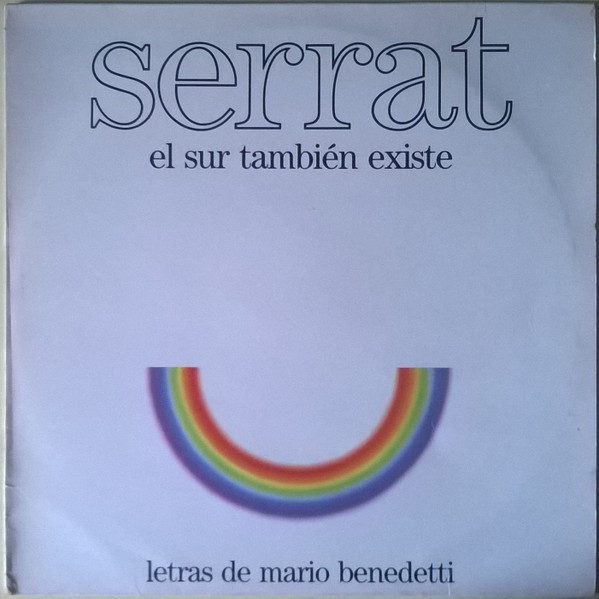 serrat
el sur también existe
letras de mario benedetti